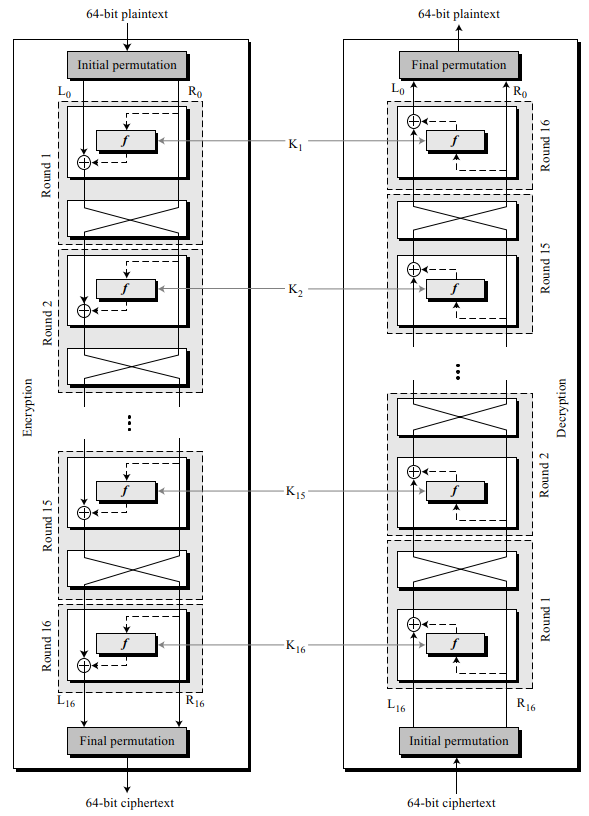 64-bit plaintext
Initial permutation
L0
R0
Round 1
f
K1
Round 2
f
K2
Encryption
Round 15
f
K15
Round 16
f
K16
L16
R16
Final permutation
64-bit ciphertext
64-bit plaintext
Final permutation
L0
R0
Round 16
f
Round 15
f
Decryption
Round 2
f
Round 1
f
L16
R16
Initial permutation
64-bit ciphertext